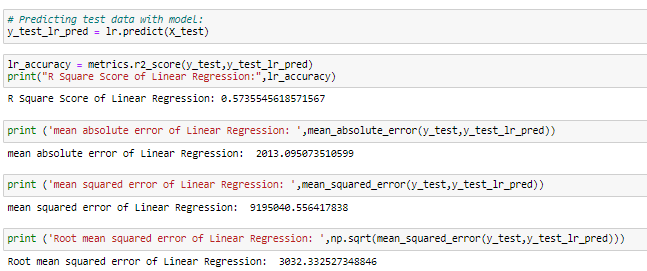 # Predicting test data with model:
y_test_lr_pred = lr.predict(X_test)
lr_accuracy = metrics.r2_score(y_test,y_test_lr_pred)
print("R Square Score of Linear Regression:",lr_accuracy)
R Square Score of Linear Regression: 0.5735545618571567
print ('mean absolute error of Linear Regression: ',mean_absolute_error(y_test,y_test_lr_pred))
mean absolute error of Linear Regression:  2013.095073510599
print ('mean squared error of Linear Regression: ',mean_squared_error(y_test,y_test_lr_pred))
mean squared error of Linear Regression:  9195040.556417838
print ('Root mean squared error of Linear Regression: ',np.sqrt(mean_squared_error(y_test,y_test_lr_pred)))
Root mean squared error of Linear Regression:  3032.332527348846